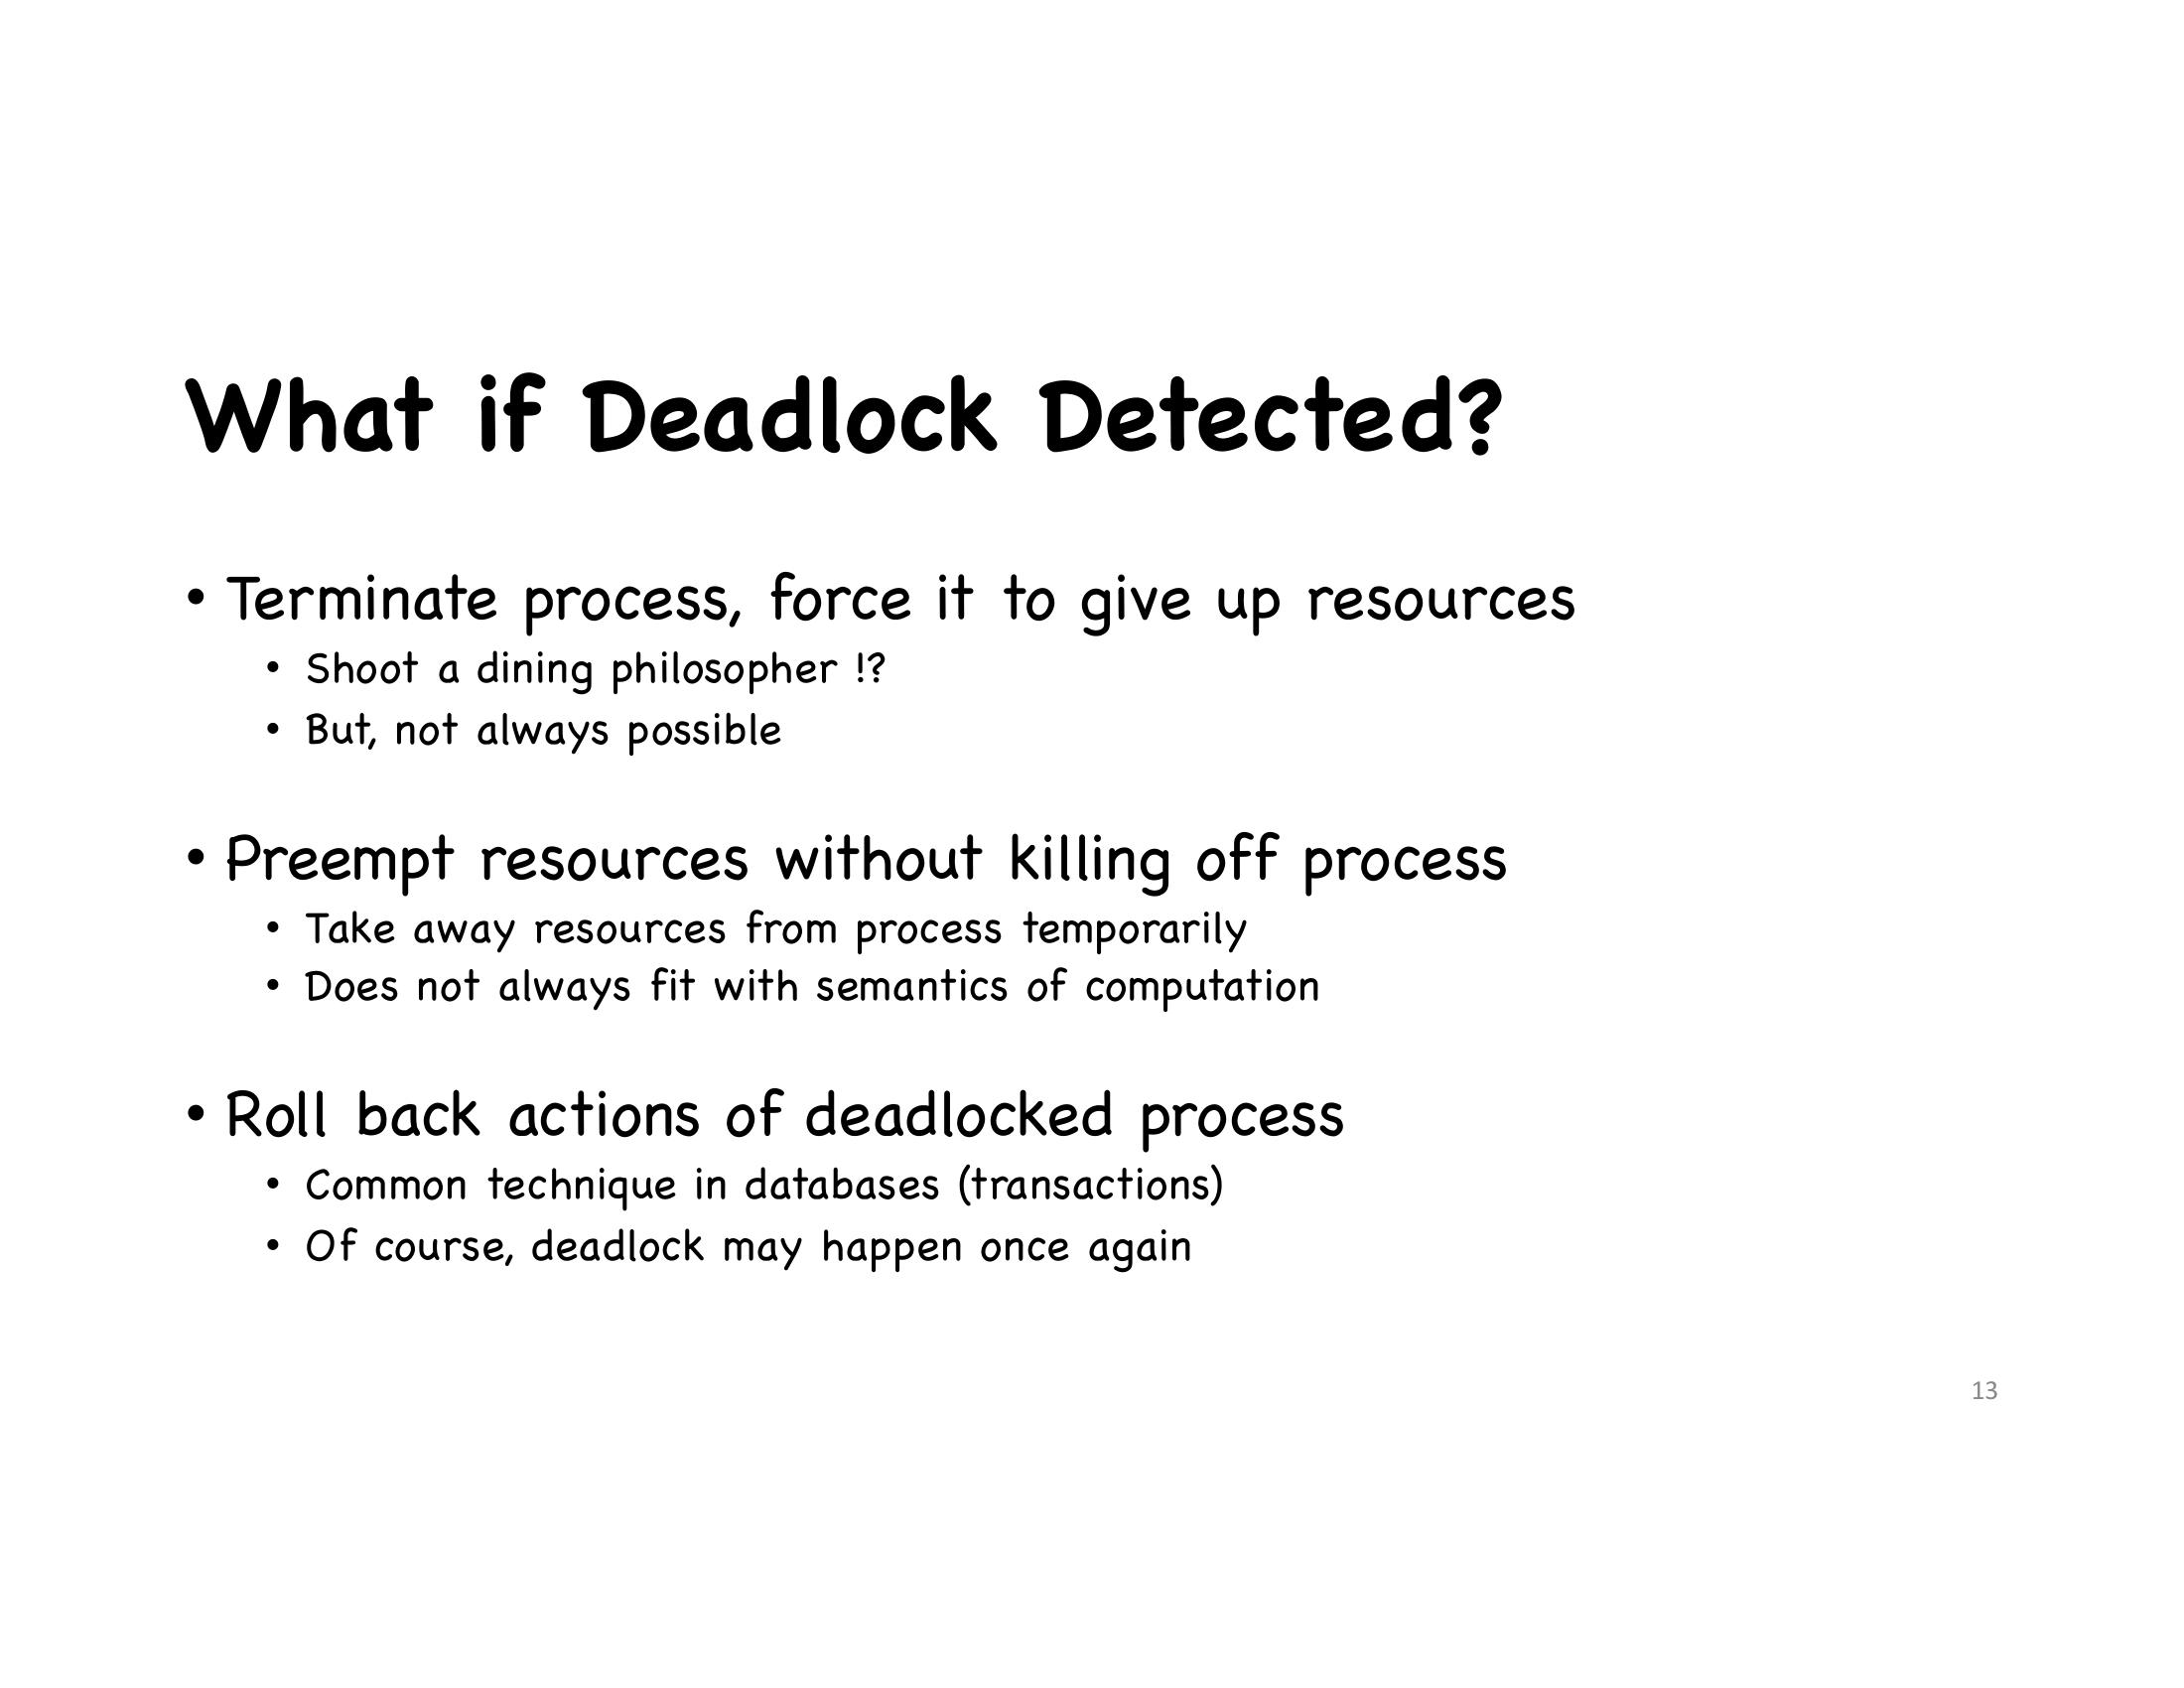 What if Deadlock Detected?
• Terminate process, force it to give up resources
• Shoot a dining philosopher !?
• But, not always possible
• Preempt resources without killing off process
• Take away resources from process temporarily
• Does not always fit with semantics of computation
• Roll back actions of deadlocked process
• Common technique in databases (transactions)
• Of course, deadlock may happen once again
13